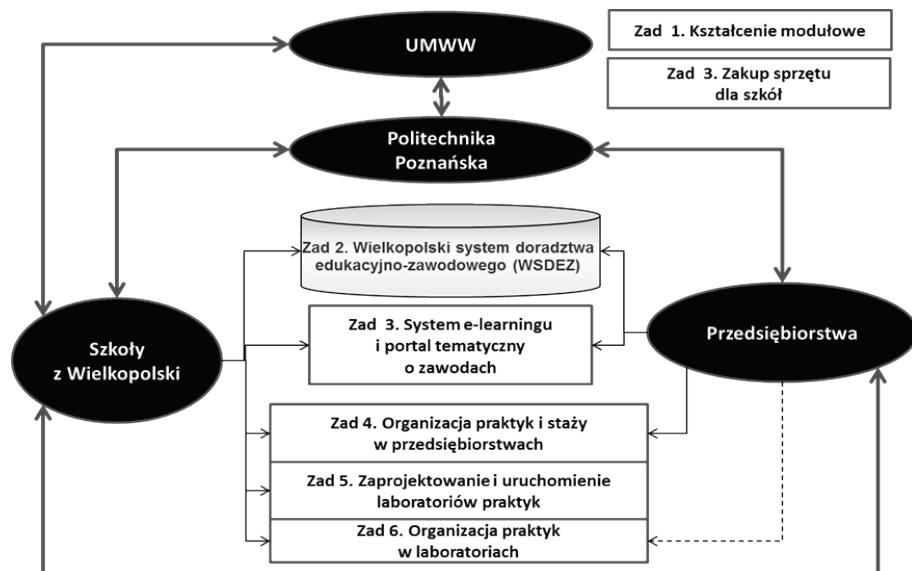 UMWW
Zad 1. Kształcenie modułowe
Zad 3. Zakup sprzętu
dla szkół
Politechnika
Poznańska
Zad 2. Wielkopolski system doradztwa
edukacyjno-zawodowego (WSDEZ)
Zad 3. System e-learningu
i portal tematyczny
o zawodach
Szkoły
z Wielkopolski
Przedsiębiorstwa
Zad 4. Organizacja praktyk i staży
w przedsiębiorstwach
Zad 5. Zaprojektowanie i uruchomienie
laboratoriów praktyk
Zad 6. Organizacja praktyk
w laboratoriach